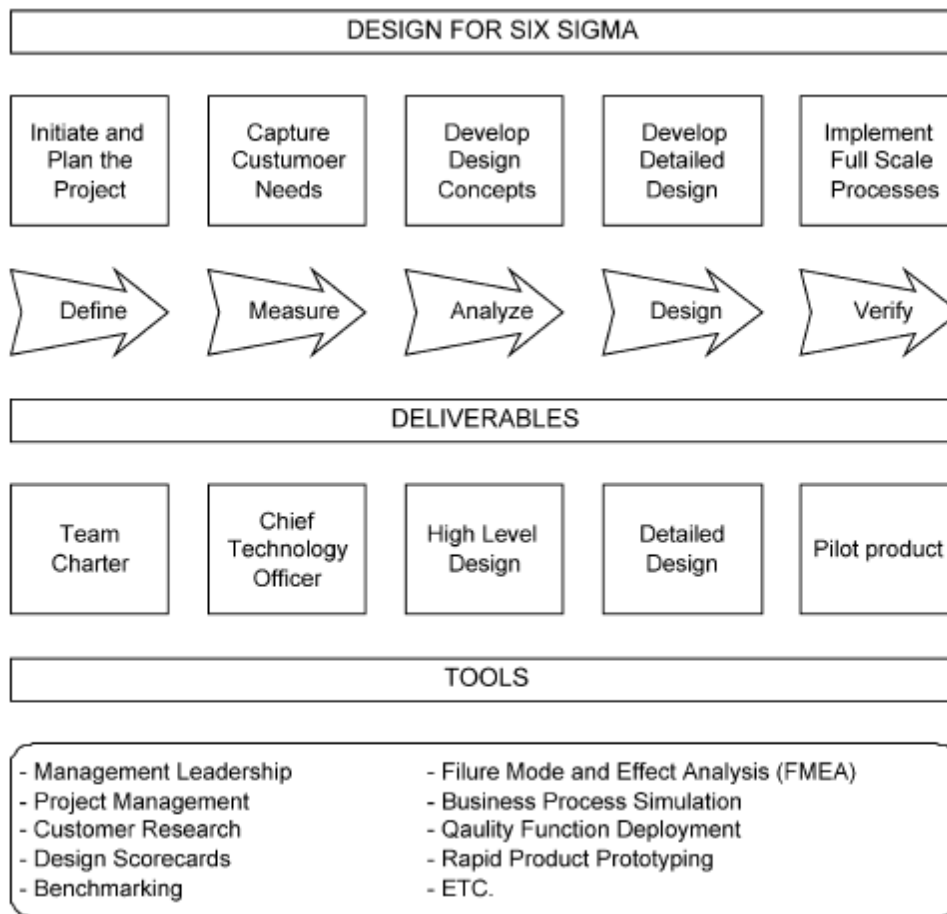 DESIGN FOR SIX SIGMA
Initiate and
Plan the
Project
Capture
Custumoer
Needs
Develop
Design
Concepts
Develop
Detailed
Design
Implement
Full Scale
Processes
Define
Measure
Analyze
Design
Verify
DELIVERABLES
Team
Charter
Chief
Technology
Officer
High Level
Design
Detailed
Design
Pilot product
TOOLS
- Management Leadership
- Project Management
- Customer Research
- Design Scorecards
- Benchmarking
- Filure Mode and Effect Analysis (FMEA)
- Business Process Simulation
- Qaulity Function Deployment
- Rapid Product Prototyping
- ETC.